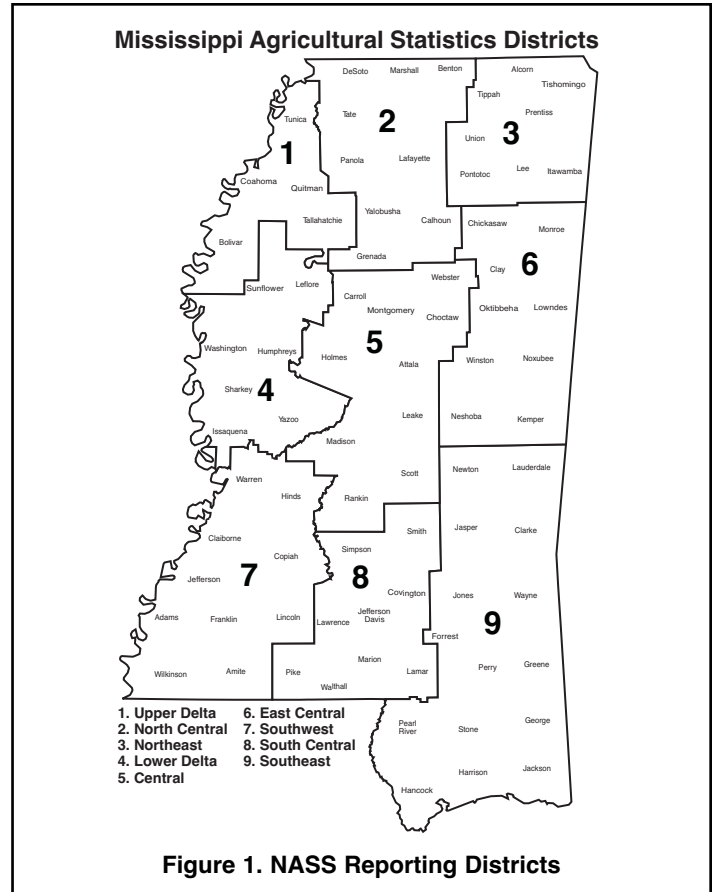 Mississippi Agricultural Statistics Districts
DeSoto Marshall Benton Alcorn
Tishomingo
Tippah
Tunica Tate 2 Prentiss
1 Union 3
Panola Lafayette
Pontotoc Lee Itawamba
Coahoma Quitman
Tallahatchie Yalobusha Calhoun Chickasaw Monroe
Bolivar
Grenada 6
Sunflower Leflore Webster Clay
Carroll
Montgomery Choctaw Oktibbeha Lowndes
5
Washington Humphreys Holmes Attala Winston Noxubee
Sharkey 4
Yazoo Leake Neshoba Kemper
Issaquena Madison
Warren Scott Newton Lauderdale
Hinds Rankin
Claiborne Simpson Smith Jasper Clarke
Copiah
Jefferson 7 8
Covington Jones Wayne
Adams Franklin Lincoln Lawrence Jefferson
Davis 9
Forrest
Wilkinson Amite Pike Marion Lamar Perry Greene
Walthall
Pearl
River Stone George
Harrison Jackson
Hancock
1. Upper Delta
2. North Central
3. Northeast
4. Lower Delta
5. Central
6. East Central
7. Southwest
8. South Central
9. Southeast
Figure 1. NASS Reporting Districts